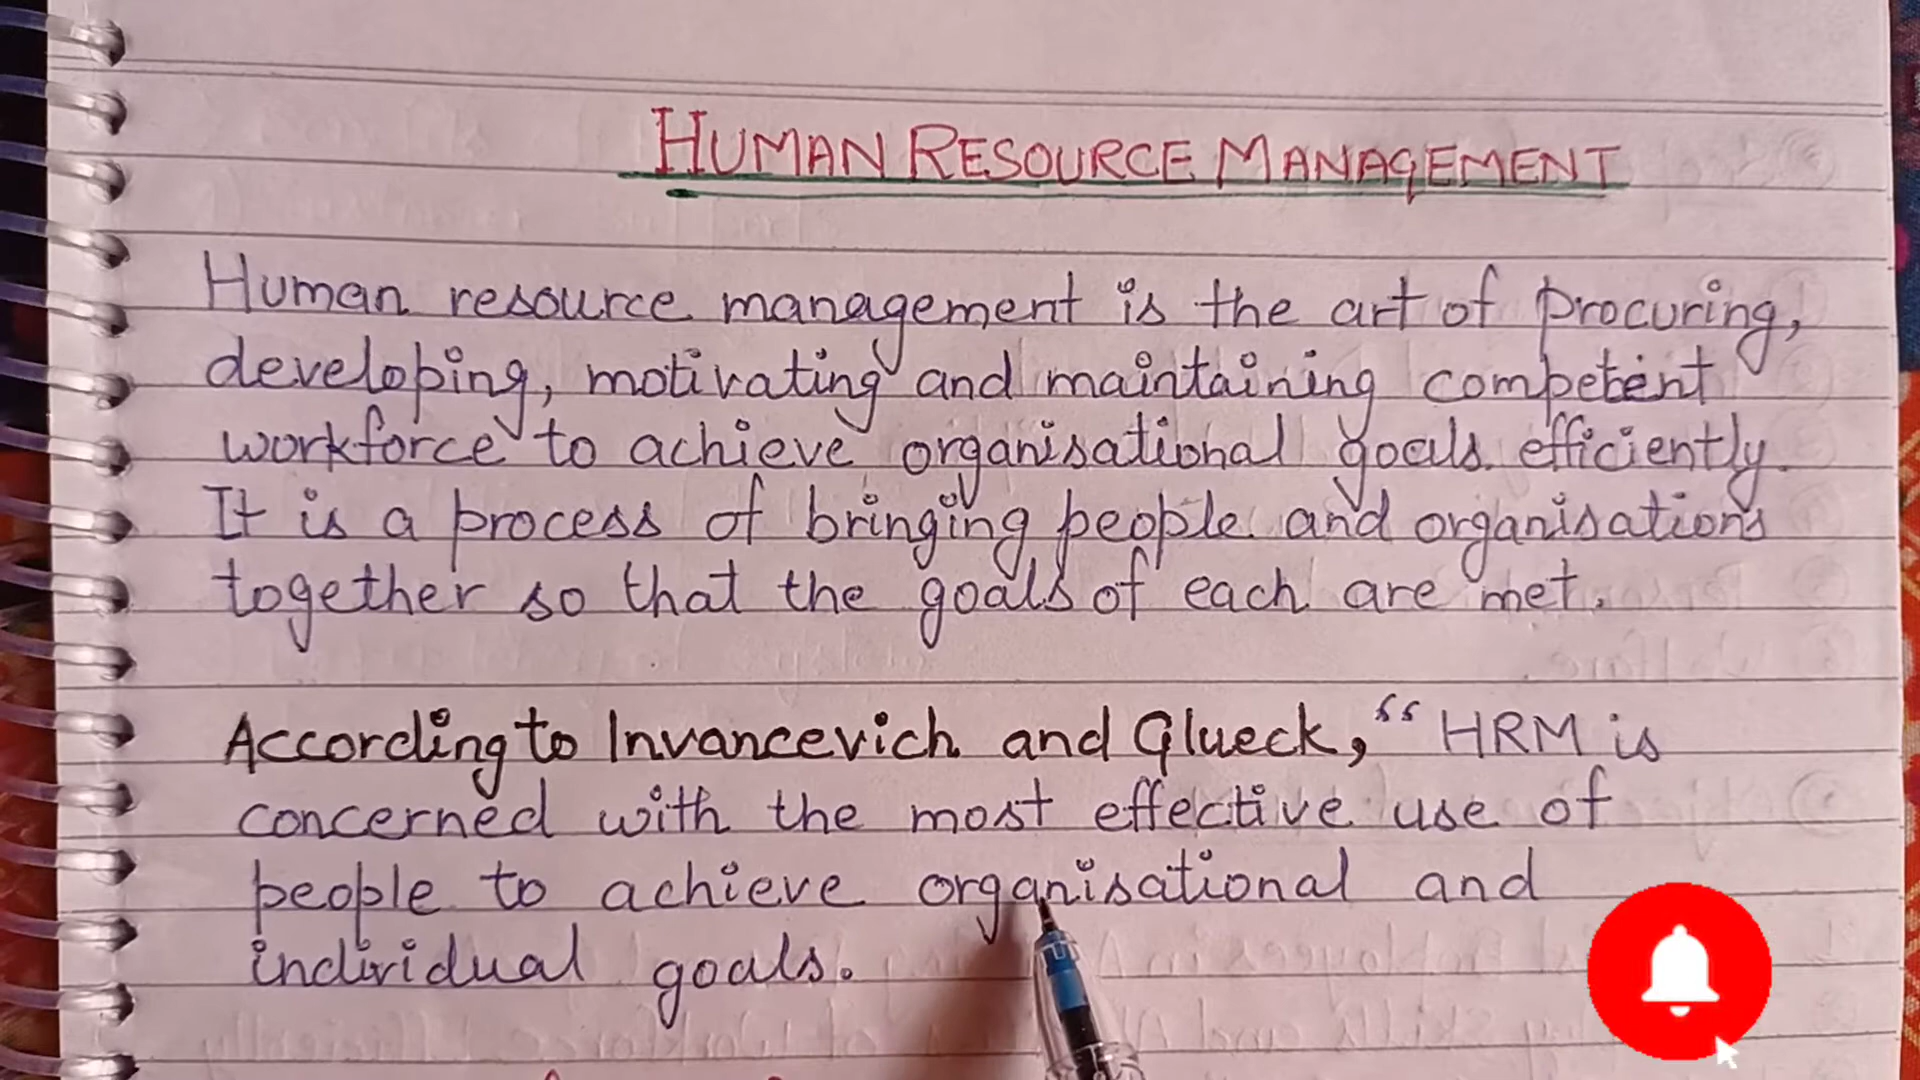 HUMAN RESOURCE MANAGEMENT
Human resource management is the art of procuring,
developing, motivating and maintaining competent
workforce to achieve organisational goals efficiently.
It is a process of bringing people and organisations
together so that the goals of each are met.
According to Invancevich and Glueck, “HRM is
concerned with the most effective use of
people to achieve organisational and
individual goals.